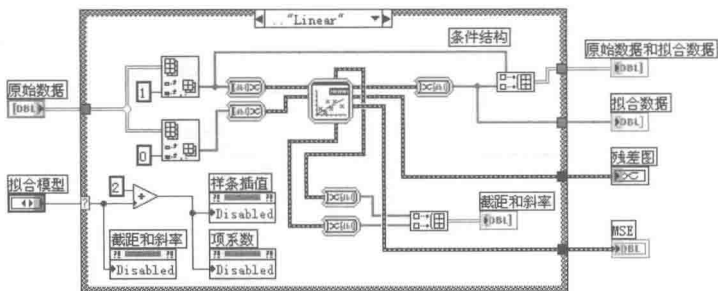 .."Linear"
条件结构
原始数据和拟合数据
DBL]
原始数据
[DBL]
1
拟合数据
DBL]
0
残差图
拟合模型
2
样条插值
Disabled
截距和斜率
DBL]
截距和斜率
Disabled
项系数
Disabled
MSE
DBL